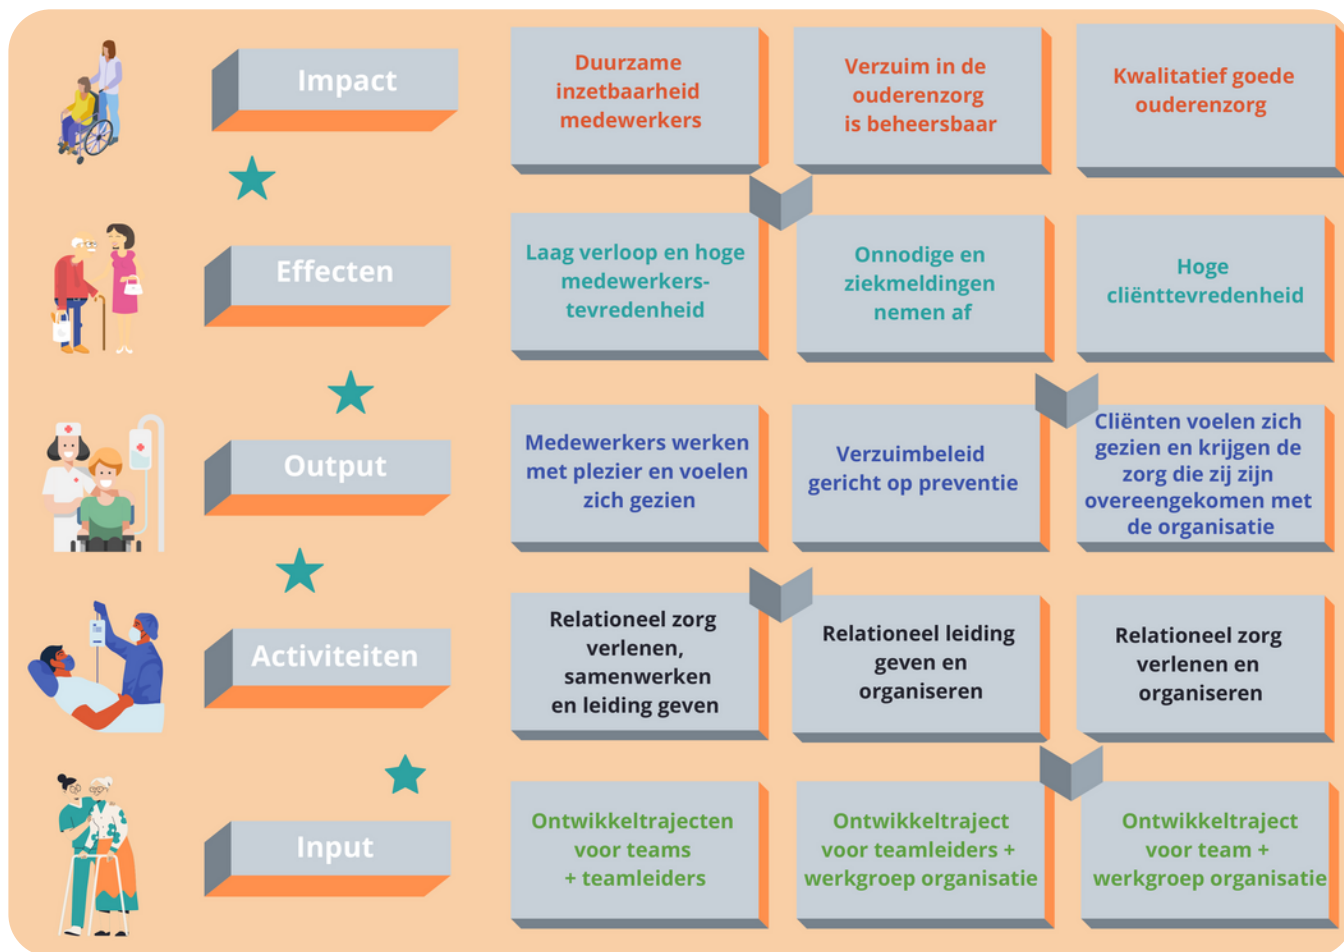 Impact
Duurzame
inzetbaarheid
medewerkers
Verzuim in de
ouderenzorg
is beheersbaar
Kwalitatief goede
ouderenzorg
Effecten
Laag verloop en hoge
medewerkers-
tevredenheid
Onnodige en
ziekmeldingen
nemen af
Hoge
cliënttevredenheid
Output
Medewerkers werken
met plezier en voelen
zich gezien
Verzuimbeleid
gericht op preventie
Cliënten voelen zich
gezien en krijgen de
zorg die zij zijn
overeengekomen met
de organisatie
Activiteiten
Relationeel zorg
verlenen,
samenwerken
en leiding geven
Relationeel leiding
geven en
organiseren
Relationeel zorg
verlenen en
organiseren
Input
Ontwikkeltrajecten
voor teams
+ teamleiders
Ontwikkeltraject
voor teamleiders +
werkgroep organisatie
Ontwikkeltraject
voor team +
werkgroep organisatie